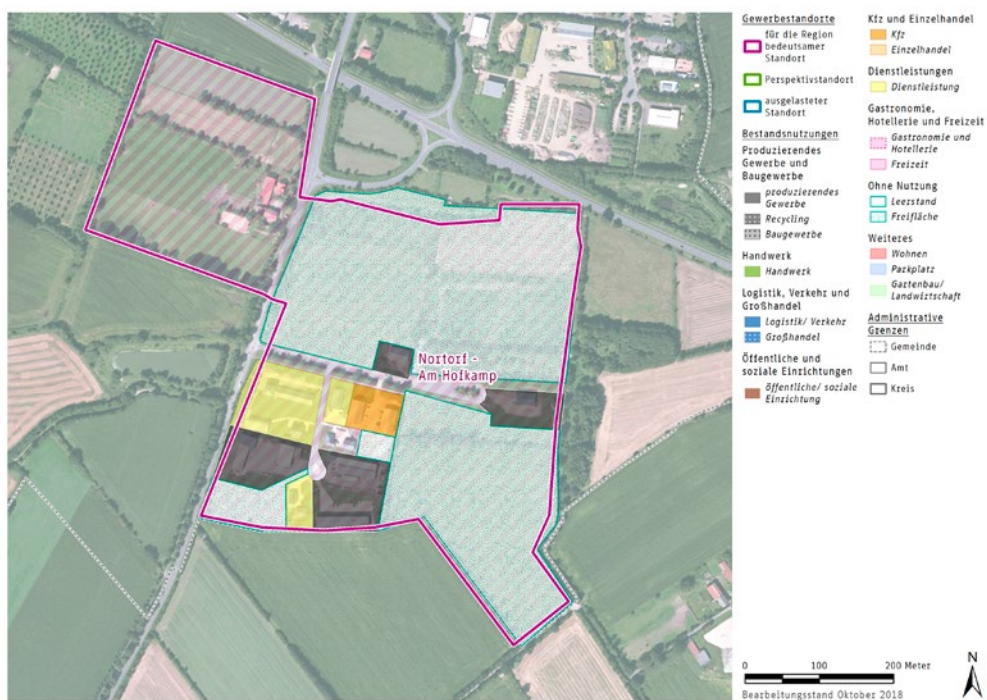 Nortorf -
Am Hofkamp
Gewerbestandorte
für die Region
bedeutsamer
Standort
Perspektivstandort
ausgelasteter
Standort
Bestandsnutzungen
Produzierendes
Gewerbe und
Baugewerbe
produzierendes
Gewerbe
Recycling
Baugewerbe
Handwerk
Handwerk
Logistik, Verkehr und
Großhandel
Logistik/ Verkehr
Großhandel
Öffentliche und
soziale Einrichtungen
öffentliche/ soziale
Einrichtung
Kfz und Einzelhandel
Kfz
Einzelhandel
Dienstleistungen
Dienstleistung
Gastronomie,
Hotellerie und Freizeit
Gastronomie und
Hotellerie
Freizeit
Ohne Nutzung
Leerstand
Freifläche
Weiteres
Wohnen
Parkplatz
Gartenbau/
Landwirtschaft
Administrative
Grenzen
Gemeinde
Amt
Kreis
0 100 200 Meter
N
Bearbeitungsstand Oktober 2018